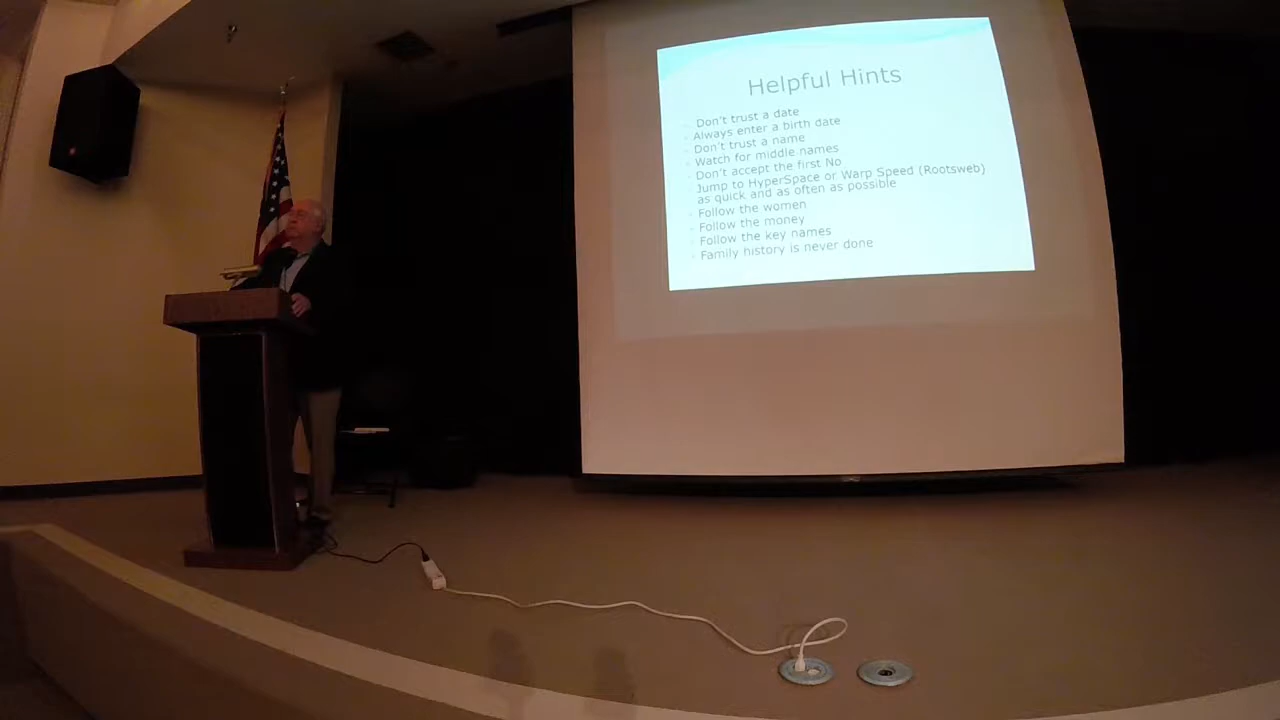 Helpful Hints
Don't trust a date
Always enter a birth date
Don't trust a name
Watch for middle names
Don't accept the first No
Jump to HyperSpace or Warp Speed (Rootsweb)
as quick and as often as possible
Follow the women
Follow the money
Follow the key names
Family history is never done